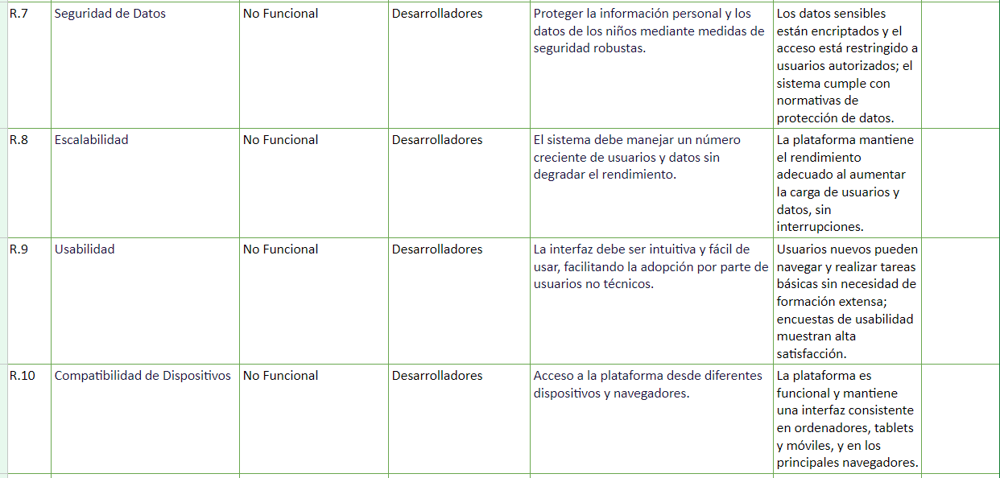 R.7
Seguridad de Datos
No Funcional
Desarrolladores
Proteger la información personal y los
datos de los niños mediante medidas de
seguridad robustas.
Los datos sensibles
están encriptados y el
acceso está restringido a
usuarios autorizados; el
sistema cumple con
normativas de
protección de datos.
R.8
Escalabilidad
No Funcional
Desarrolladores
El sistema debe manejar un número
creciente de usuarios y datos sin
degradar el rendimiento.
La plataforma mantiene
el rendimiento
adecuado al aumentar
la carga de usuarios y
datos, sin
interrupciones.
R.9
Usabilidad
No Funcional
Desarrolladores
La interfaz debe ser intuitiva y fácil de
usar, facilitando la adopción por parte de
usuarios no técnicos.
Usuarios nuevos pueden
navegar y realizar tareas
básicas sin necesidad de
formación extensa;
encuestas de usabilidad
muestran alta
satisfacción.
R.10
Compatibilidad de Dispositivos
No Funcional
Desarrolladores
Acceso a la plataforma desde diferentes
dispositivos y navegadores.
La plataforma es
funcional y mantiene
una interfaz consistente
en ordenadores, tablets
y móviles, y en los
principales navegadores.